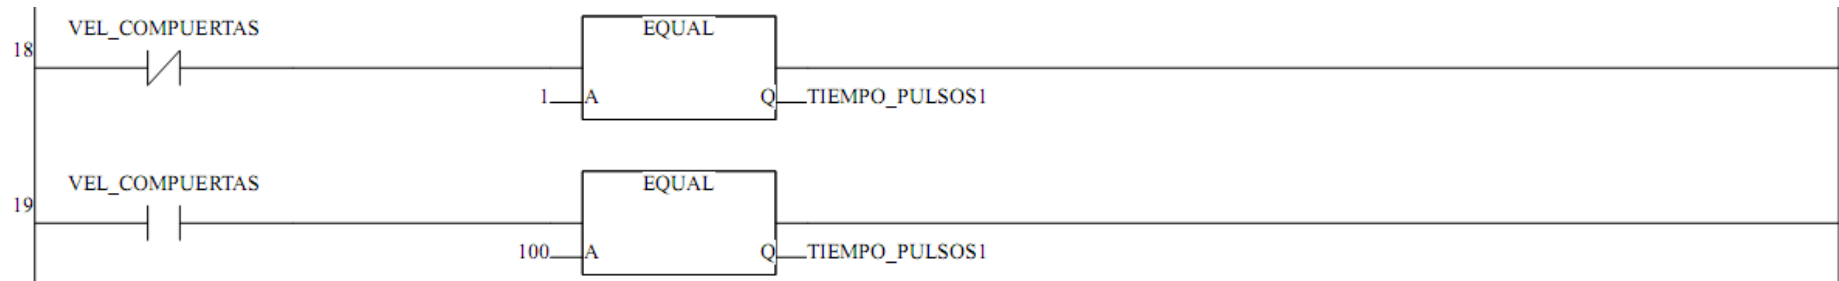 VEL_COMPUERTAS EQUAL
18
1 A Q TIEMPO_PULSOS1
VEL_COMPUERTAS EQUAL
19
100 A Q TIEMPO_PULSOS1